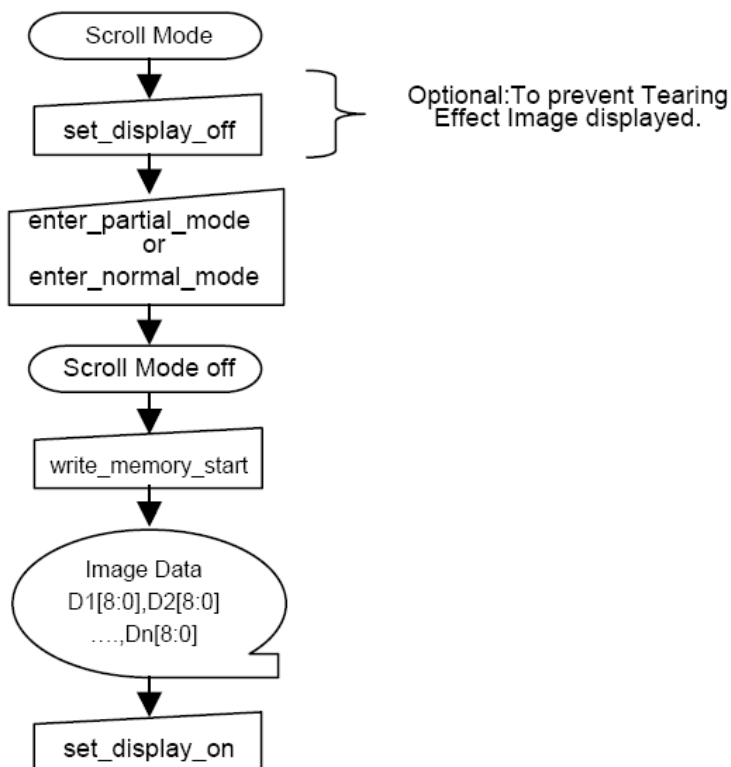 Scroll Mode
set_display_off
Optional:To prevent Tearing
Effect Image displayed.
enter_partial_mode
or
enter_normal_mode
Scroll Mode off
write_memory_start
Image Data
D1[8:0],D2[8:0]
....,Dn[8:0]
set_display_on